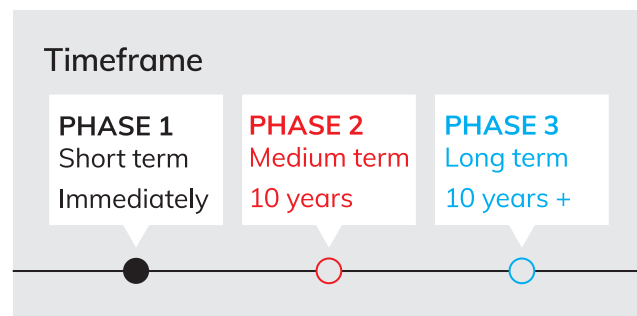 Timeframe
PHASE 1
Short term
Immediately
PHASE 2
Medium term
10 years
PHASE 3
Long term
10 years +